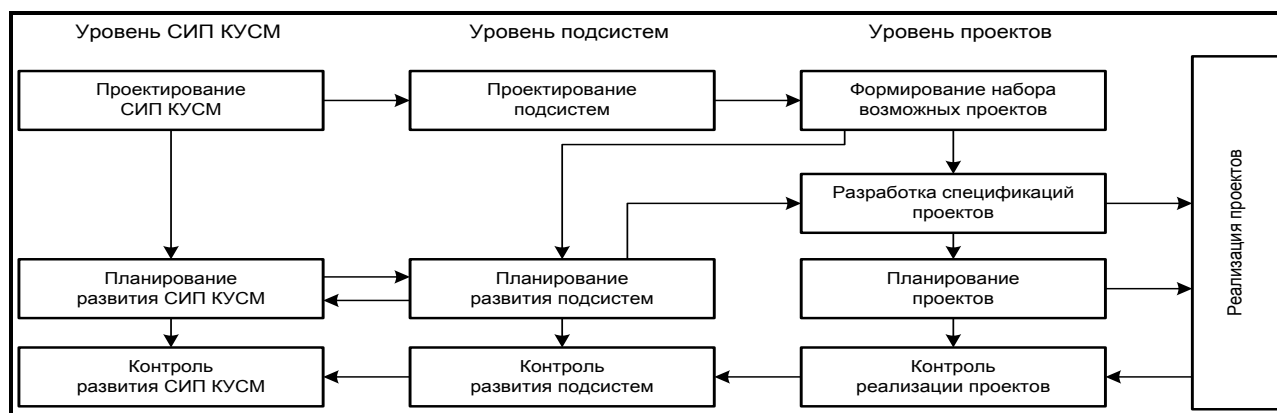 Уровень СИП КУСМ
Уровень подсистем
Уровень проектов
Проектирование
СИП КУСМ
Проектирование
подсистем
Формирование набора
возможных проектов
Разработка спецификаций
проектов
Планирование
развития СИП КУСМ
Планирование
развития подсистем
Планирование
проектов
Контроль
развития СИП КУСМ
Контроль
развития подсистем
Контроль
реализации проектов
Реализация проектов